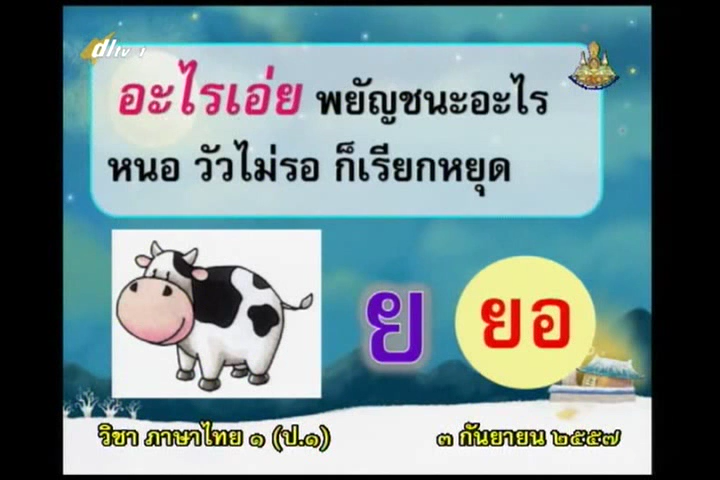 dltv 1
อะไรเอ่ย พยัญชนะอะไร
หนอ วัวไม่รอ ก็เรียกหยุด
ย ยอ
วิชา ภาษาไทย ๑ (ป.๑) ๓ กันยายน ๒๕๕๗